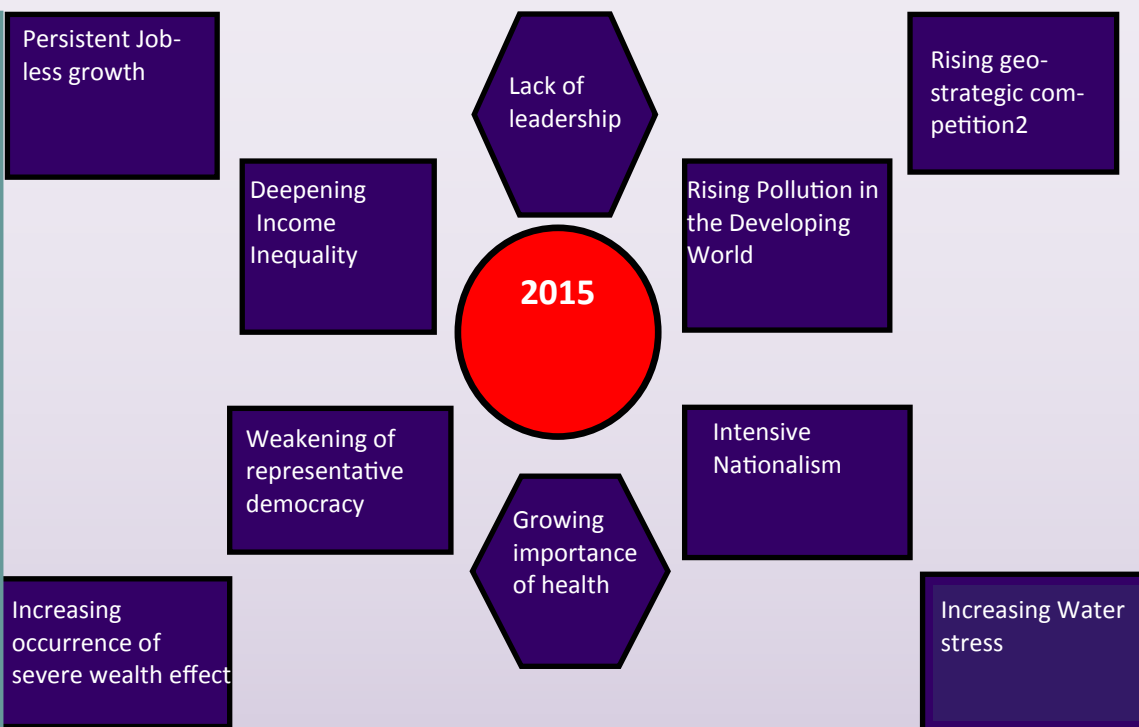 Persistent Job-
less growth
Lack of
leadership
Rising geo-
strategic com-
petition2
Deepening
Income
Inequality
Rising Pollution in
the Developing
World
2015
Weakening of
representative
democracy
Intensive
Nationalism
Growing
importance
of health
Increasing
occurrence of
severe wealth effect
Increasing Water
stress